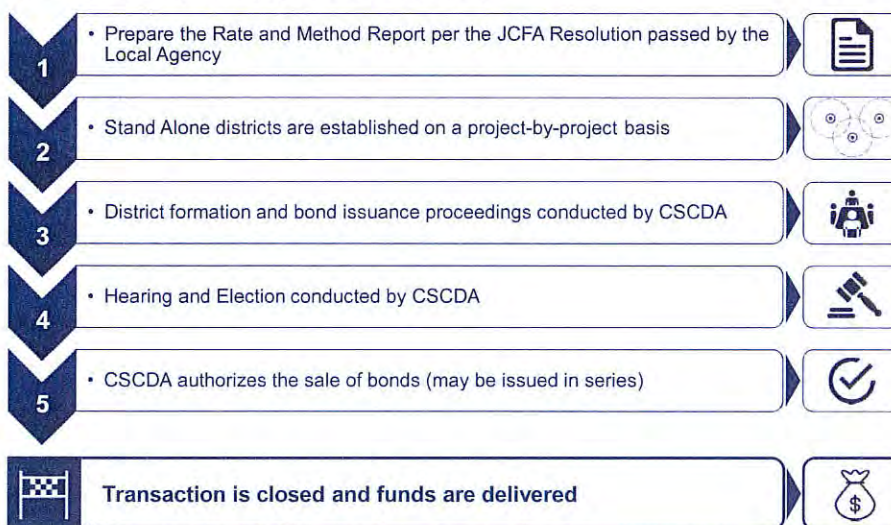 1
• Prepare the Rate and Method Report per the JCFA Resolution passed by the
Local Agency
2
• Stand Alone districts are established on a project-by-project basis
3
• District formation and bond issuance proceedings conducted by CSCDA
4
• Hearing and Election conducted by CSCDA
5
• CSCDA authorizes the sale of bonds (may be issued in series)
Transaction is closed and funds are delivered
$